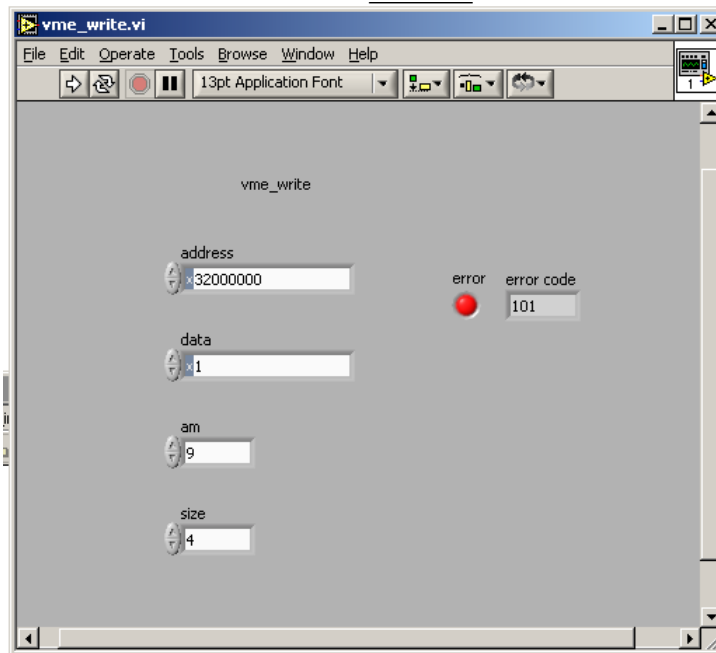 vme_write.vi
File Edit Operate Tools Browse Window Help
13pt Application Font
1
vme_write
address
x32000000
error error code
101
data
x1
am
9
size
4